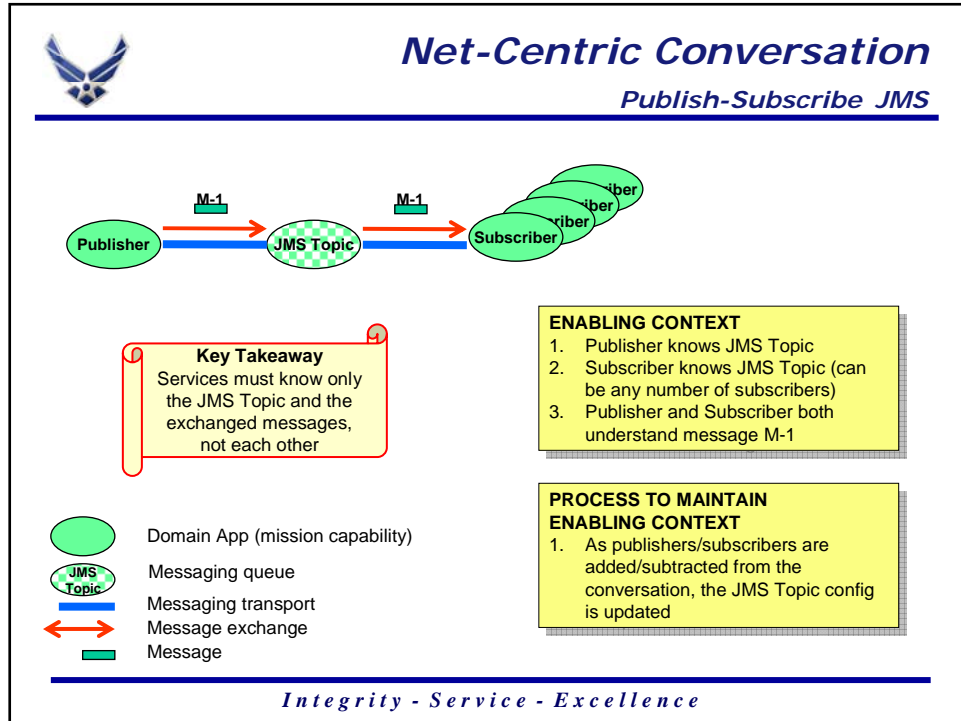 Net-Centric Conversation
Publish-Subscribe JMS
M-1
M-1
Publisher
JMS Topic
Subscriber
criber
criber
criber
Key Takeaway
Services must know only
the JMS Topic and the
exchanged messages,
not each other
ENABLING CONTEXT
1. Publisher knows JMS Topic
2. Subscriber knows JMS Topic (can
be any number of subscribers)
3. Publisher and Subscriber both
understand message M-1
PROCESS TO MAINTAIN
ENABLING CONTEXT
1. As publishers/subscribers are
added/subtracted from the
conversation, the JMS Topic config
is updated
Domain App (mission capability)
JMS
Topic
Messaging queue
Messaging transport
Message exchange
Message
Integrity - Service - Excellence